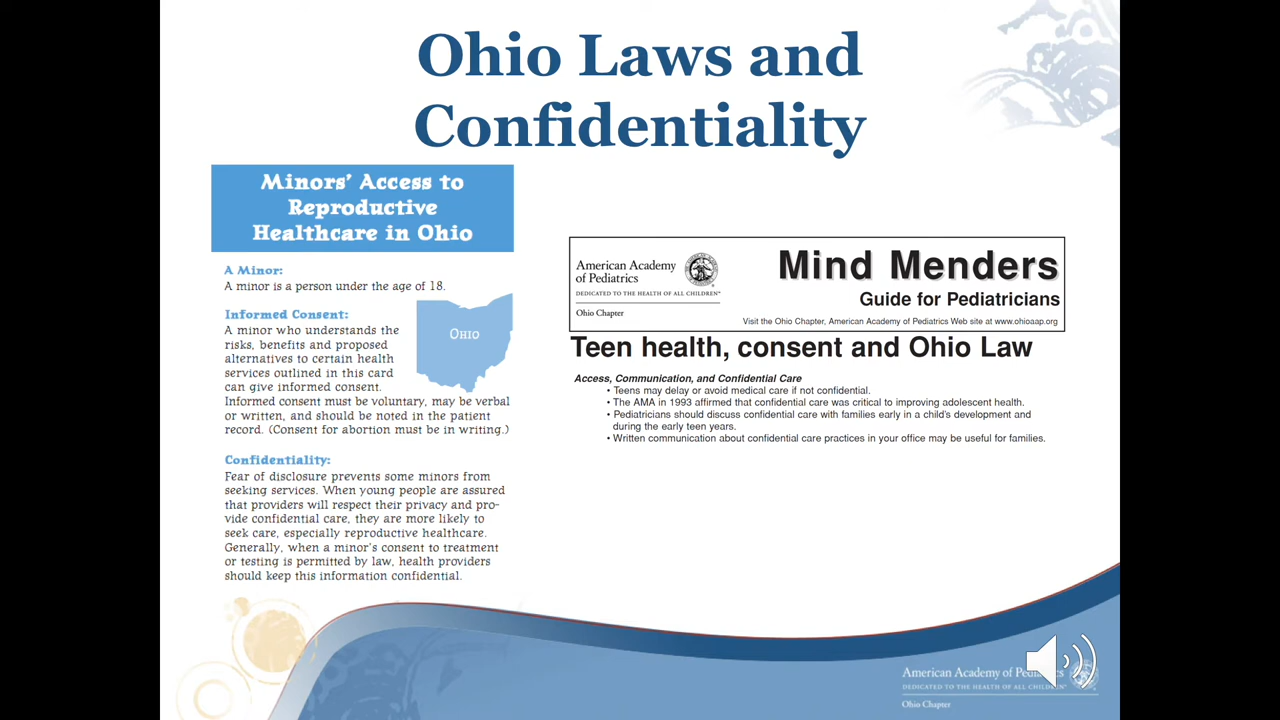 Ohio Laws and
Confidentiality
Minors' Access to
Reproductive
Healthcare in Ohio
A Minor:
A minor is a person under the age of 18.
Informed Consent:
A minor who understands the
risks, benefits and proposed
alternatives to certain health
services outlined in this card
can give informed consent.
Informed consent must be voluntary, may be verbal
or written, and should be noted in the patient
record. (Consent for abortion must be in writing.)
OHIO
Confidentiality:
Fear of disclosure prevents some minors from
seeking services. When young people are assured
that providers will respect their privacy and pro-
vide confidential care, they are more likely to
seek care, especially reproductive healthcare.
Generally, when a minor's consent to treatment
or testing is permitted by law, health providers
should keep this information confidential.
American Academy
of Pediatrics
DEDICATED TO THE HEALTH OF ALL CHILDREN™
Ohio Chapter
Mind Menders
Guide for Pediatricians
Visit the Ohio Chapter, American Academy of Pediatrics Web site at www.ohioaap.org
Teen health, consent and Ohio Law
Access, Communication, and Confidential Care
• Teens may delay or avoid medical care if not confidential.
• The AMA in 1993 affirmed that confidential care was critical to improving adolescent health.
• Pediatricians should discuss confidential care with families early in a child's development and
during the early teen years.
• Written communication about confidential care practices in your office may be useful for families.
American Academy of Pediatrics
DEDICATED TO THE HEALTH OF ALL CHILDREN™
Ohio Chapter